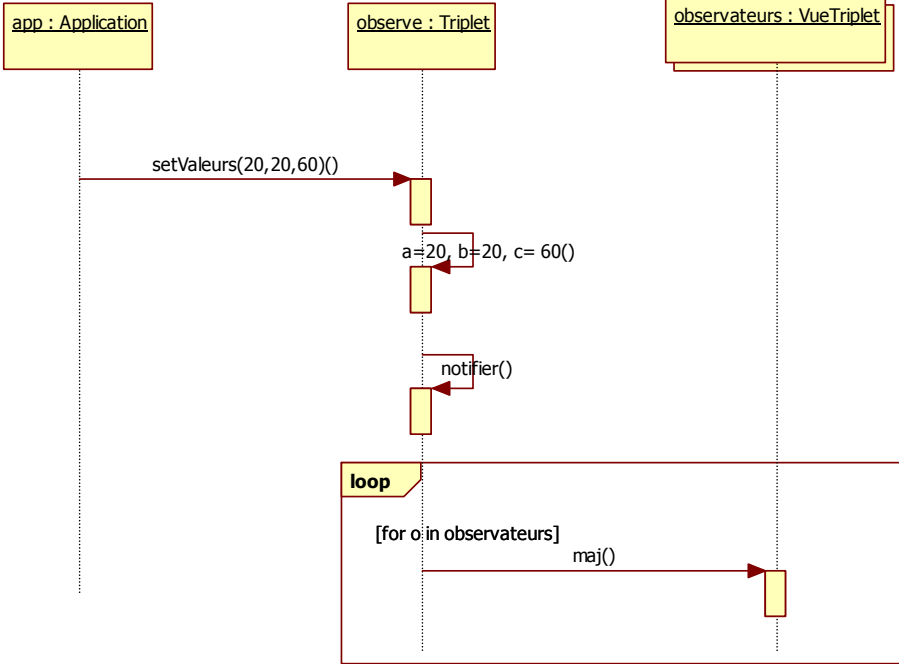 app : Application
observe : Triplet
observateurs : VueTriplet
setValeurs(20,20,60)()
a=20, b=20, c= 60()
notifier()
loop
[for o in observateurs]
maj()